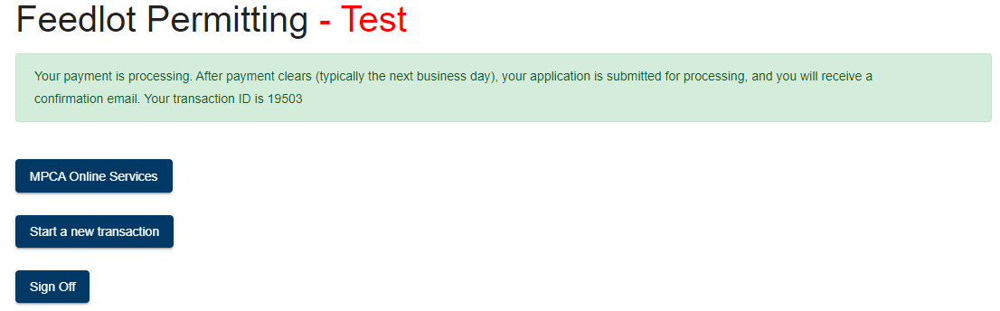 Feedlot Permitting - Test
Your payment is processing. After payment clears (typically the next business day), your application is submitted for processing, and you will receive a
confirmation email. Your transaction ID is 19503
MPCA Online Services
Start a new transaction
Sign Off